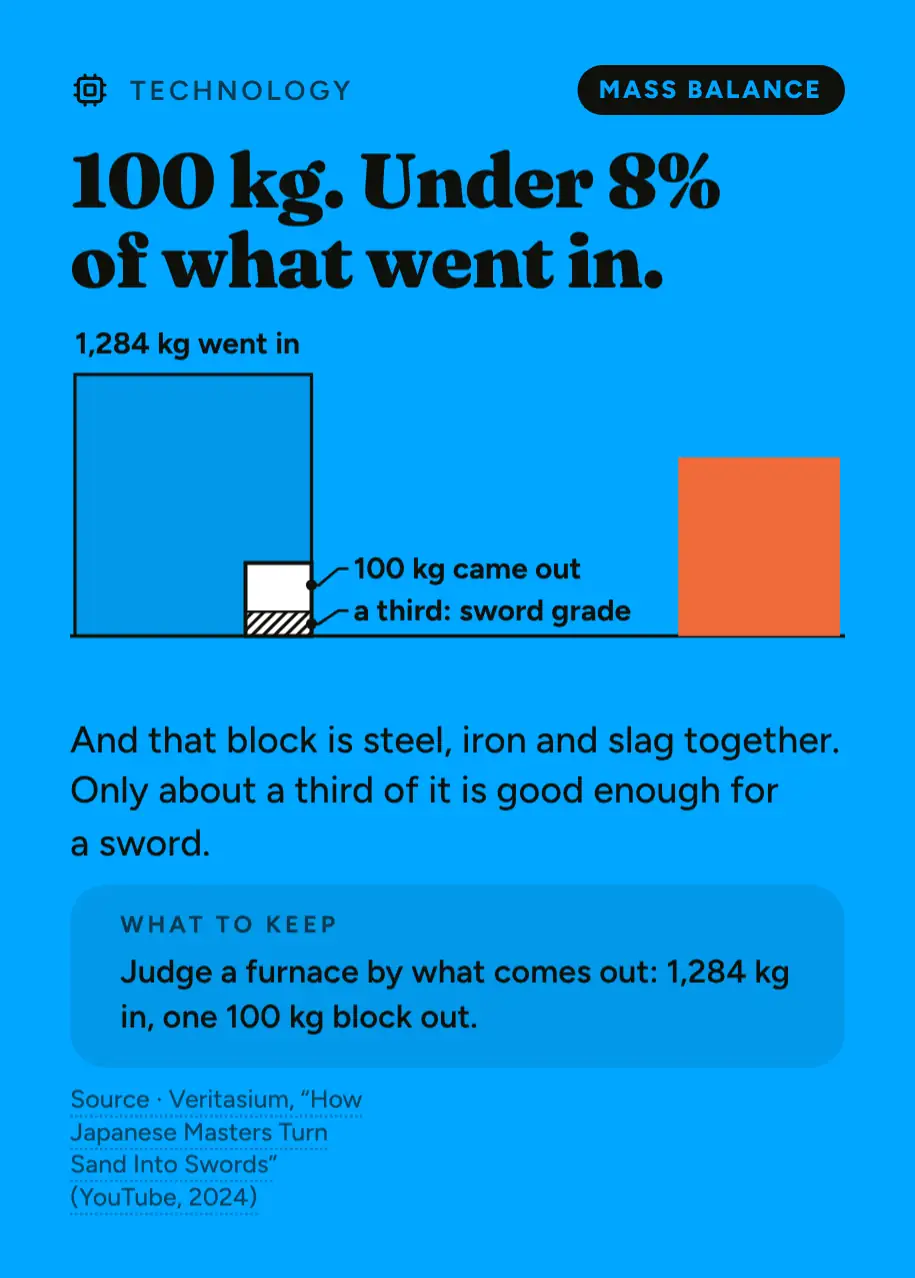 TECHNOLOGY
MASS BALANCE
100 kg. Under 8%
of what went in.
1,284 kg went in
100 kg came out
a third: sword grade
And that block is steel, iron and slag together.
Only about a third of it is good enough for
a sword.
WHAT TO KEEP
Judge a furnace by what comes out: 1,284 kg
in, one 100 kg block out.
Source · Veritasium, “How
Japanese Masters Turn
Sand Into Swords”
(YouTube, 2024)